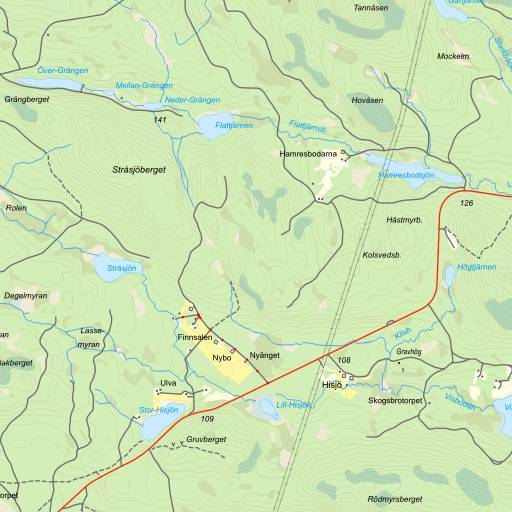 Tannåsen
Mockelm.
Över-Grängen
Mellan-Grängen
Grängberget
Neder-Grängen
Hovåsen
141
Flattjärnen
Flattjärnsb.
Hamresbodarna
Stråsjöberget
Hamresbodsjön
Rolen
126
Hästmyrb.
Kolsvedsb.
Stråsjön
Högtjärnen
Degelmyran
Lasse-
myran
Kilsb
Finnsalen
Nybo
Nyänget
Gravhög
108
Ulva
Hisjö
Skogsbrotorpet
Stor-Hisjön
Lill-Hisjön
109
Gruvberget
Rödmyrsberget